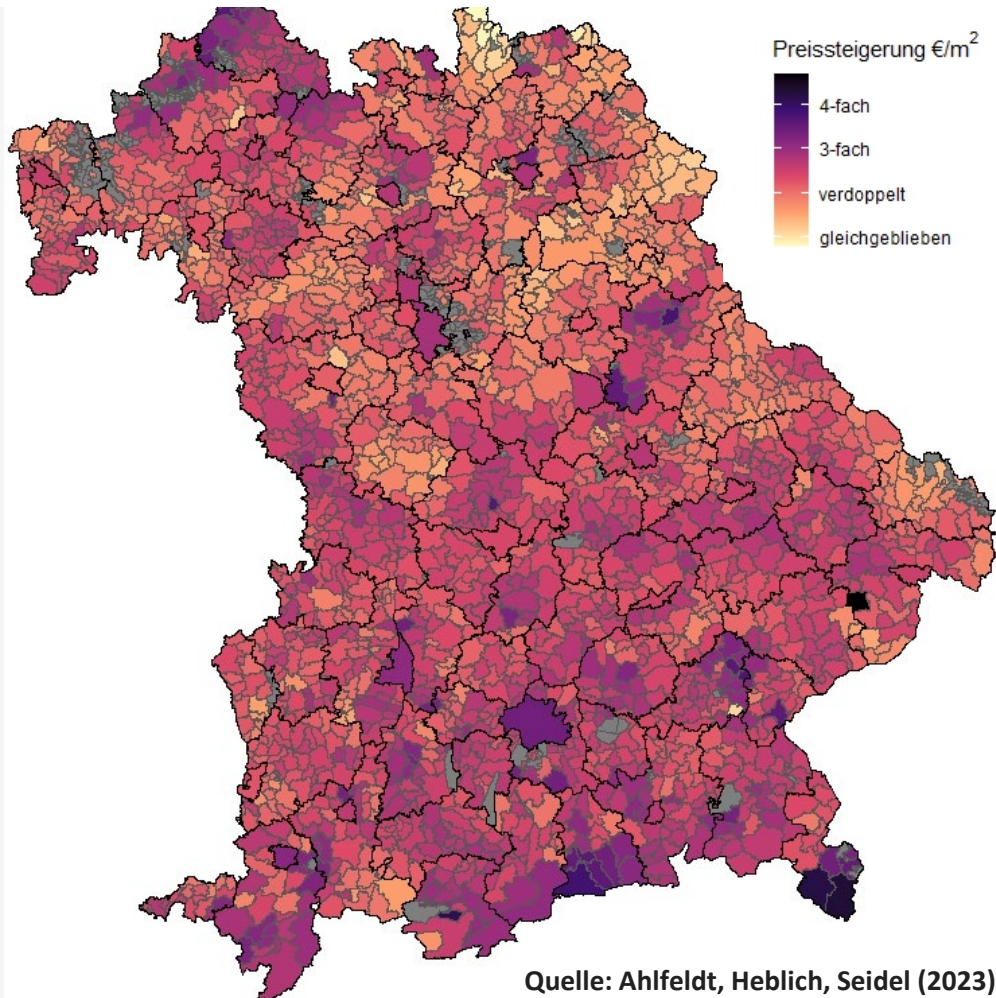 Preissteigerung €/m²
4-fach
3-fach
verdoppelt
gleichgeblieben
Quelle: Ahlfeldt, Heblich, Seidel (2023)